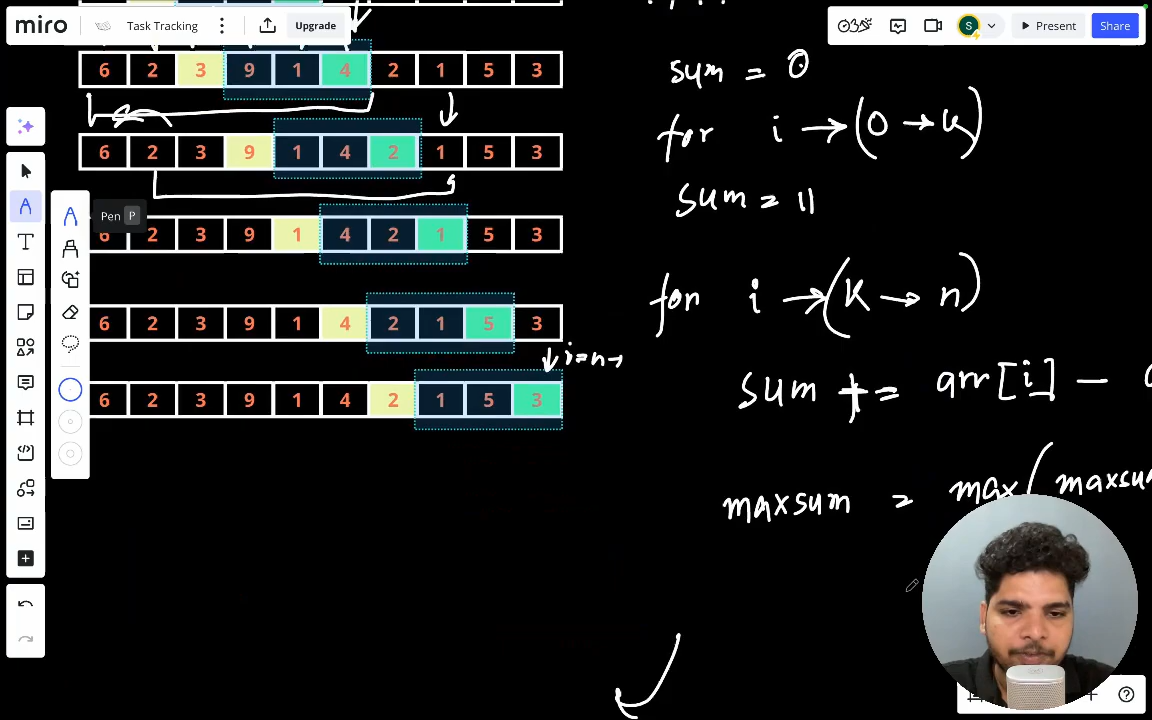 miro Task Tracking Upgrade
Present Share
S
6 2 3 9 1 4 2 1 5 3
6 2 3 9 1 4 2 1 5 3
Pen P
6 2 3 9 1 4 2 1 5 3
6 2 3 9 1 4 2 1 5 3
i=n-1
6 2 3 9 1 4 2 1 5 3
sum = 0
for i → (0 → k)
sum = 11
for i → (k → n)
sum += arr[i] -
maxsum = max(maxsum